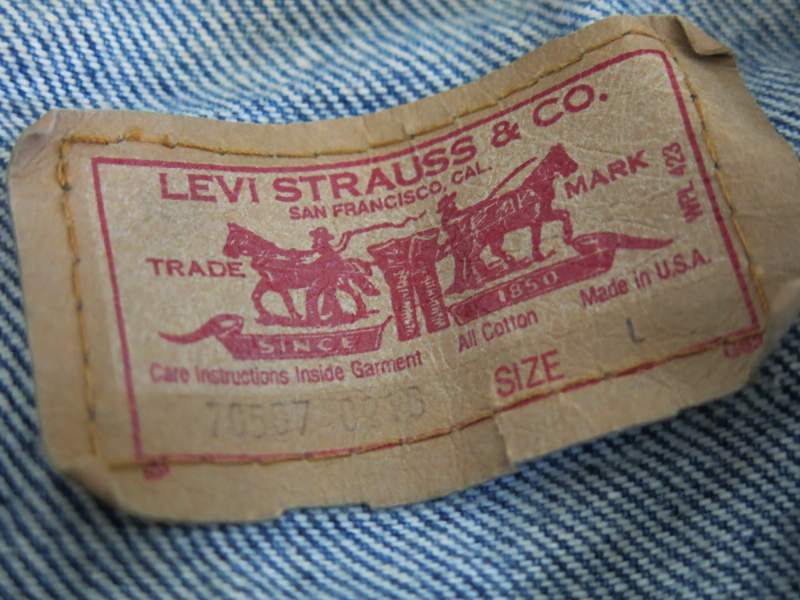 LEVI STRAUSS & CO.
SAN FRANCISCO, CAL.
TRADE MARK
WPL 423
SINCE 1850
Made in U.S.A.
All Cotton
Care Instructions Inside Garment
SIZE L